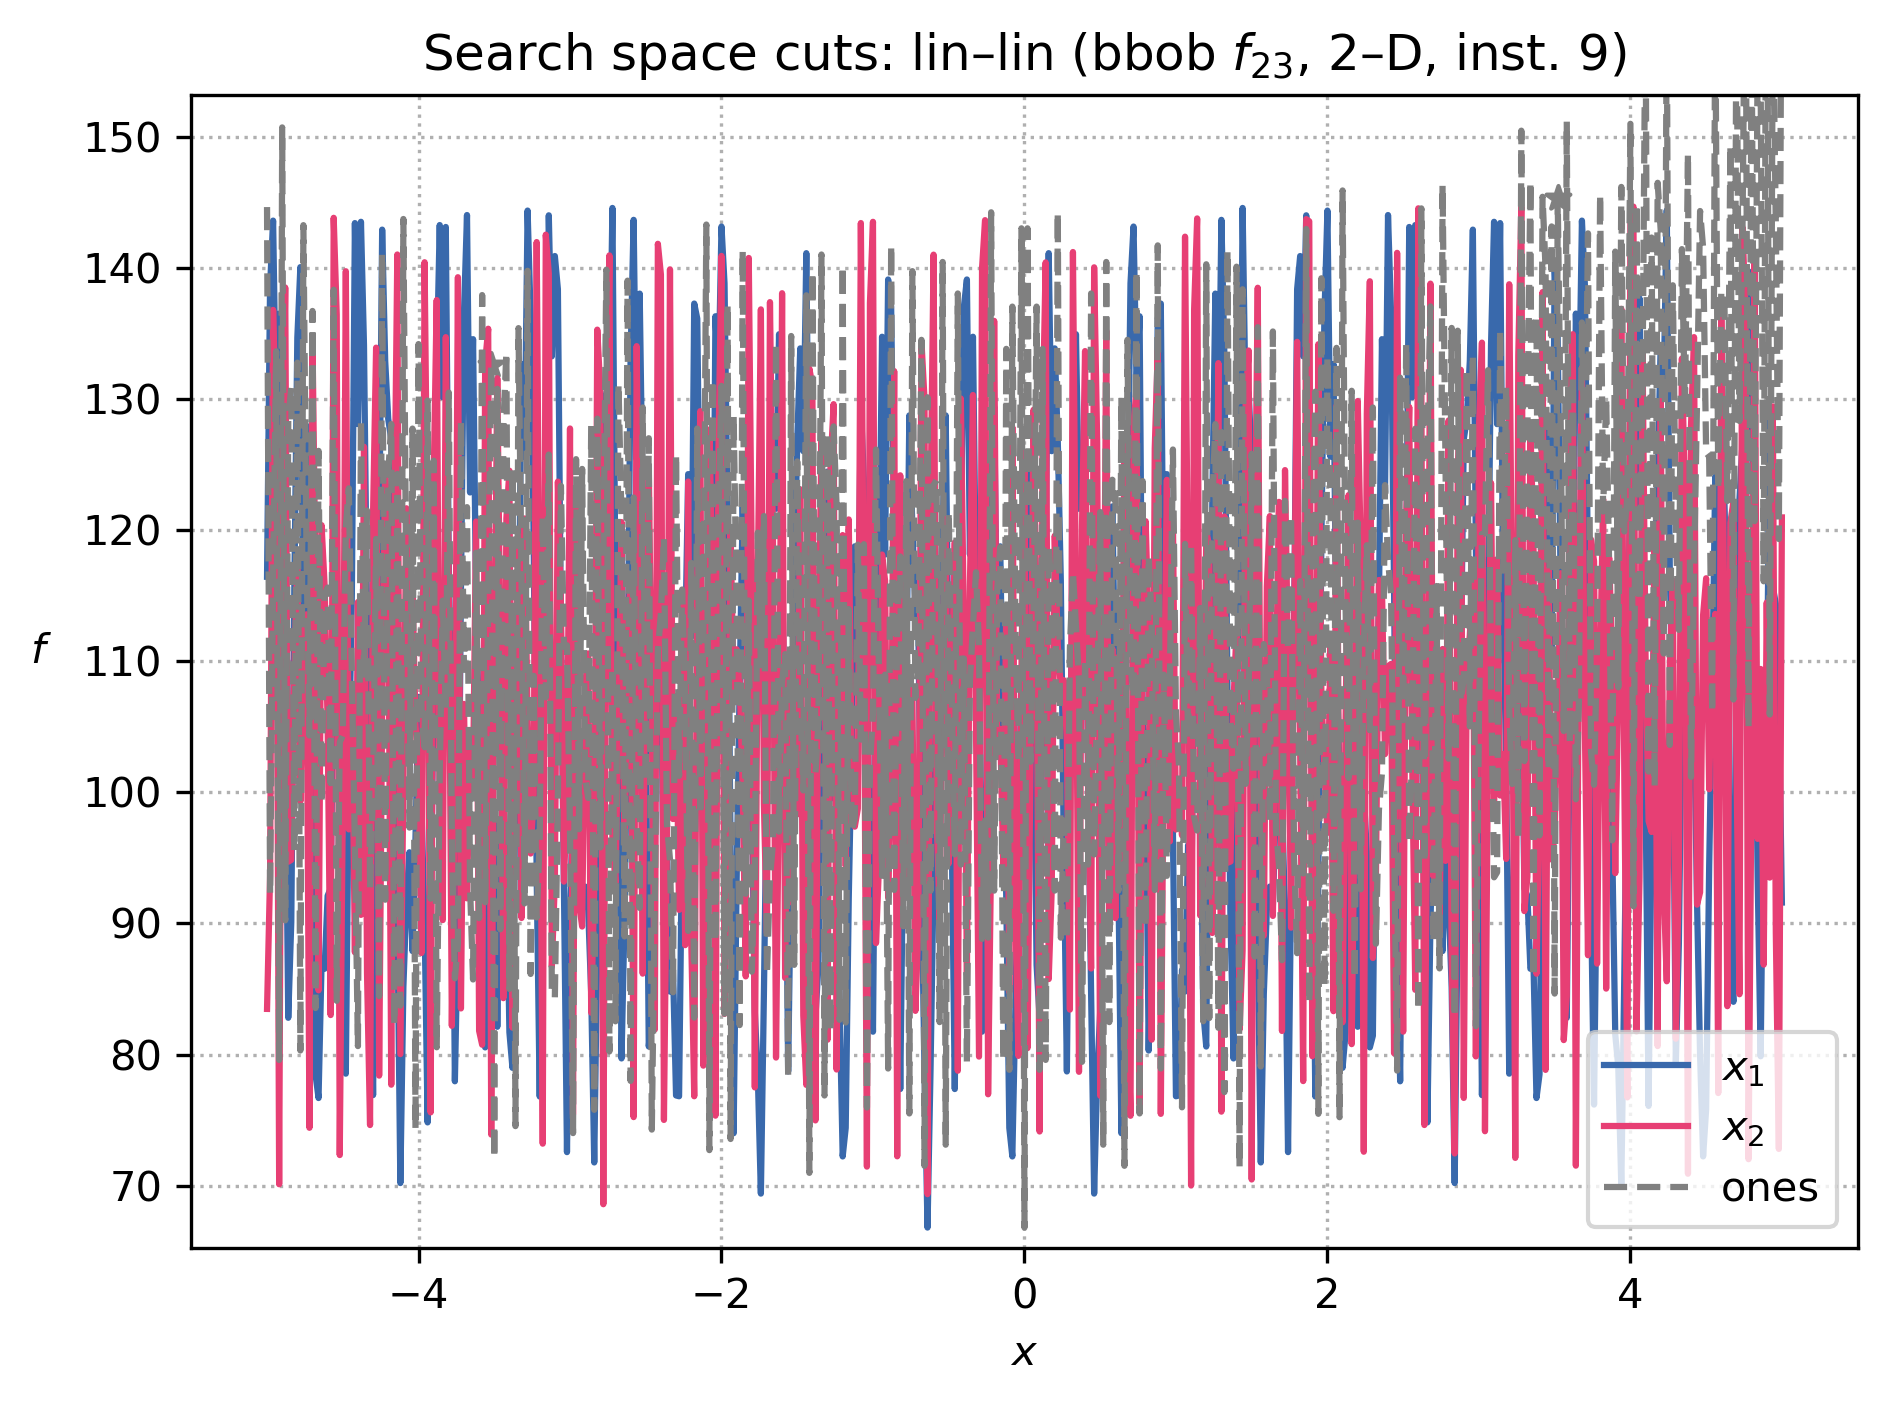 Search space cuts: lin–lin (bbob f₂₃, 2–D, inst. 9)
150
140
130
120
110
100
90
80
70
f
−4
−2
0
2
4
x
x₁
x₂
ones